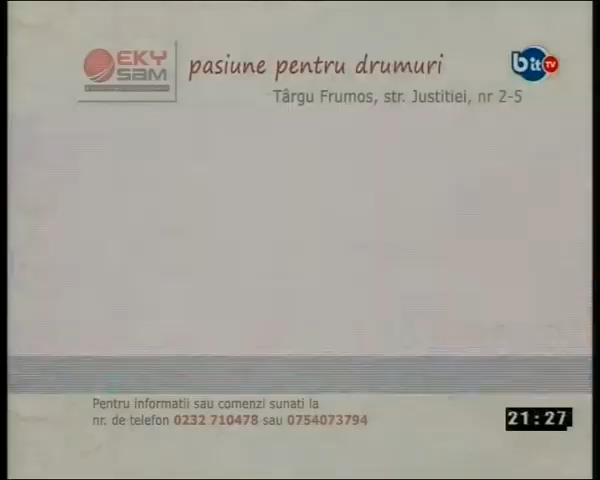 EKY
SAM
pasiune pentru drumuri
bit TV
Târgu Frumos, str. Justitiei, nr 2-5
Pentru informatii sau comenzi sunati la
nr. de telefon 0232 710478 sau 0754073794
21:27